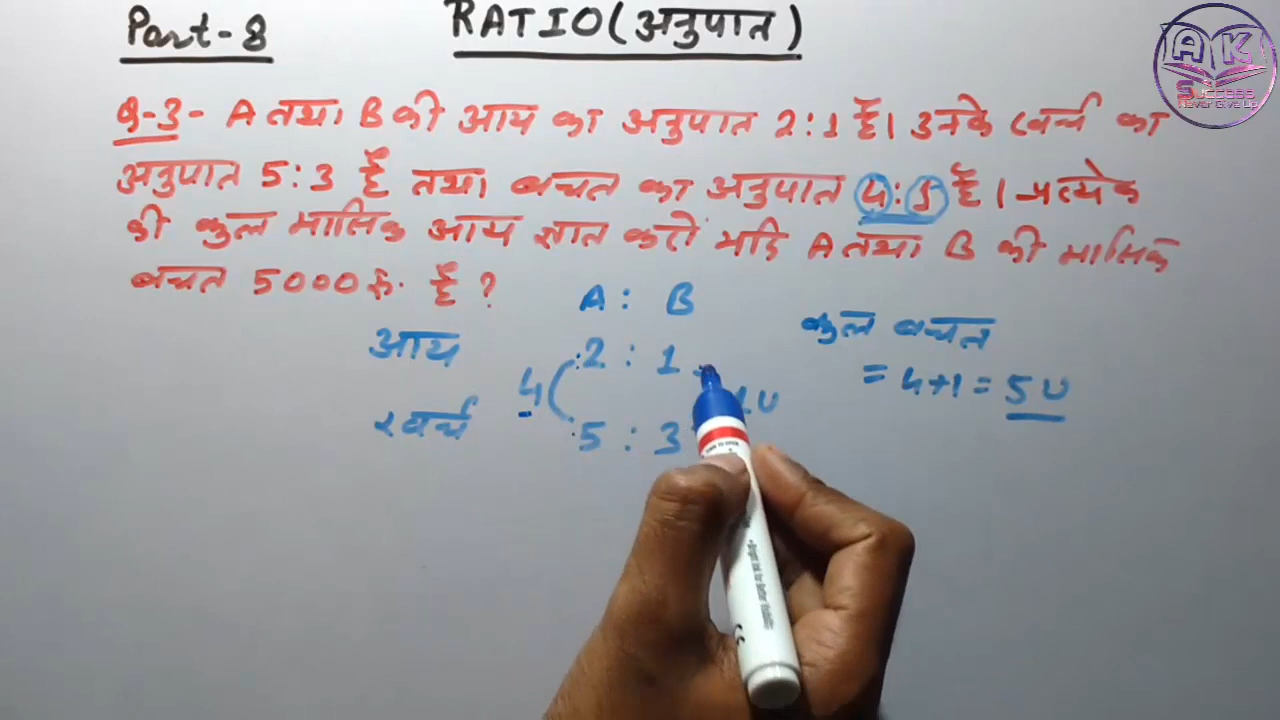 Part-8
RATIO(अनुपात)
AK
Success
Never Give Up
Q-3- A तथा B की आय का अनुपात 2:1 है। उनके खर्च का
अनुपात 5:3 है तथा बचत का अनुपात 4:1 है। प्रत्येक
की कुल मासिक आय ज्ञात करो यदि A तथा B की मासिक
बचत 5000 रु. है ?
A : B
आय 2 : 1
4 1U
खर्च 5 : 3
कुल बचत
= 4+1 = 5U